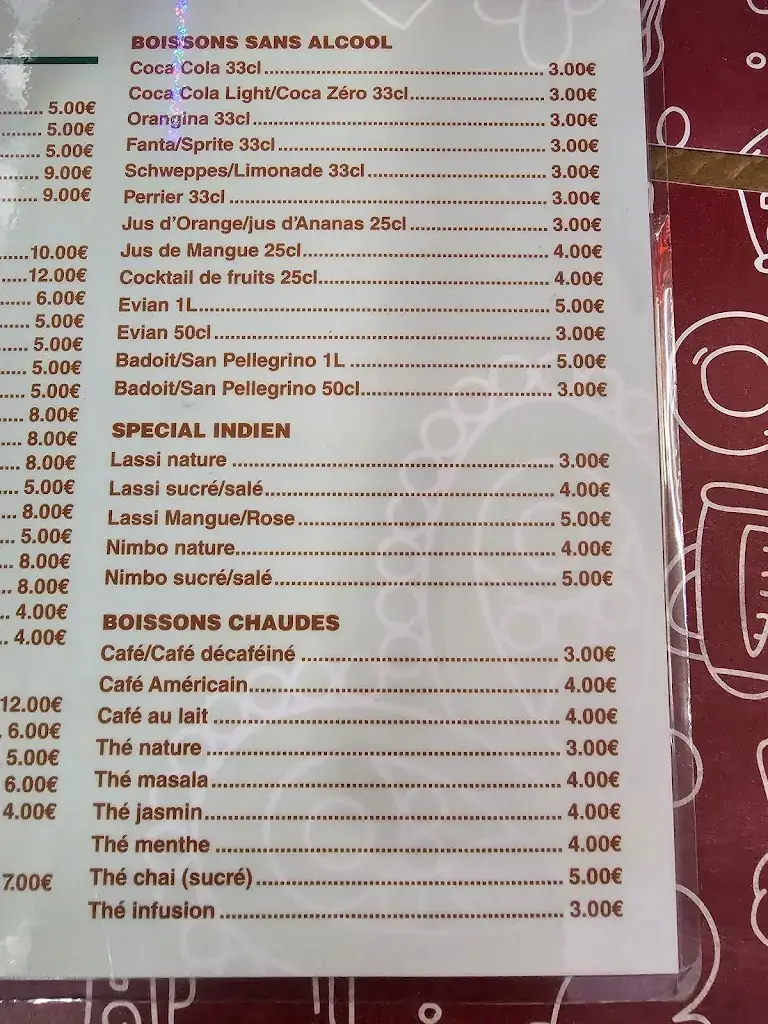 5.00€
5.00€
5.00€
9.00€
9.00€
10.00€
12.00€
6.00€
5.00€
5.00€
5.00€
5.00€
8.00€
8.00€
8.00€
5.00€
8.00€
5.00€
8.00€
8.00€
4.00€
4.00€
12.00€
6.00€
5.00€
6.00€
4.00€
7.00€
BOISSONS SANS ALCOOL
Coca Cola 33cl 3.00€
Coca Cola Light/Coca Zéro 33cl 3.00€
Orangina 33cl 3.00€
Fanta/Sprite 33cl 3.00€
Schweppes/Limonade 33cl 3.00€
Perrier 33cl 3.00€
Jus d'Orange/jus d'Ananas 25cl 3.00€
Jus de Mangue 25cl 4.00€
Cocktail de fruits 25cl 4.00€
Evian 1L 5.00€
Evian 50cl 3.00€
Badoit/San Pellegrino 1L 5.00€
Badoit/San Pellegrino 50cl 3.00€
SPECIAL INDIEN
Lassi nature 3.00€
Lassi sucré/salé 4.00€
Lassi Mangue/Rose 5.00€
Nimbo nature 4.00€
Nimbo sucré/salé 5.00€
BOISSONS CHAUDES
Café/Café décaféiné 3.00€
Café Américain 4.00€
Café au lait 4.00€
Thé nature 3.00€
Thé masala 4.00€
Thé jasmin 4.00€
Thé menthe 4.00€
Thé chai (sucré) 5.00€
Thé infusion 3.00€